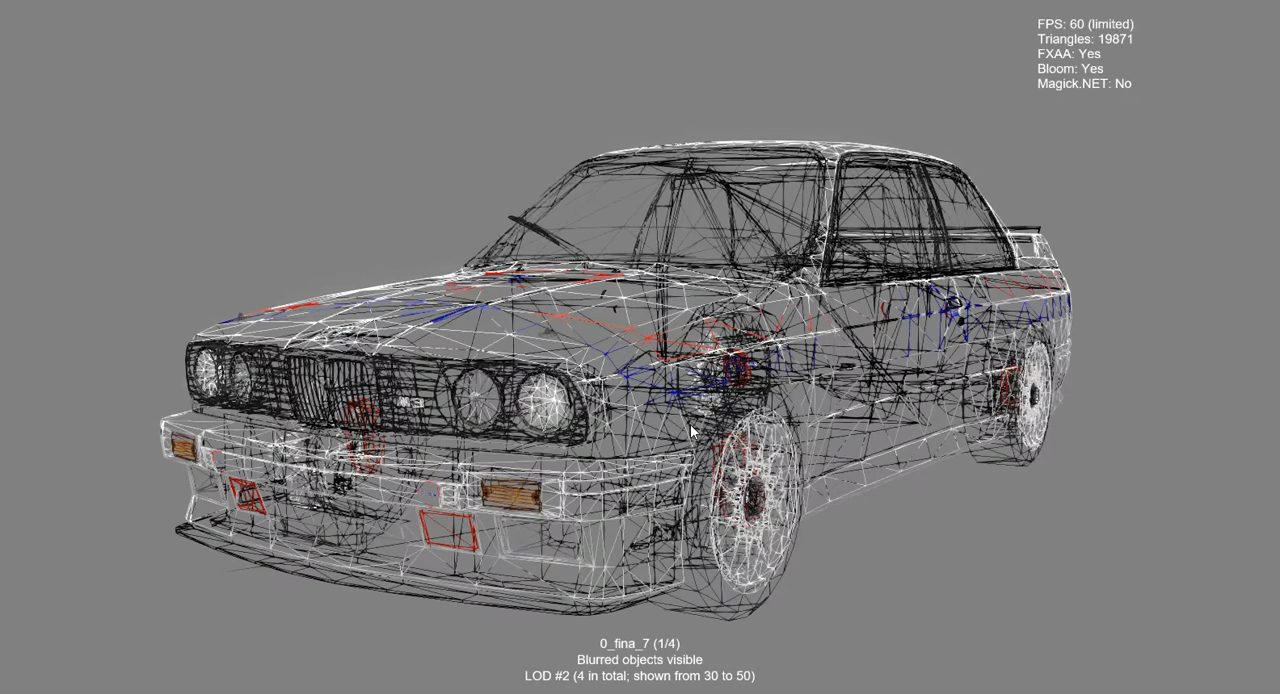 FPS: 60 (limited)
Triangles: 19871
FXAA: Yes
Bloom: Yes
Magick.NET: No
M3
0_fina_7 (1/4)
Blurred objects visible
LOD #2 (4 in total; shown from 30 to 50)